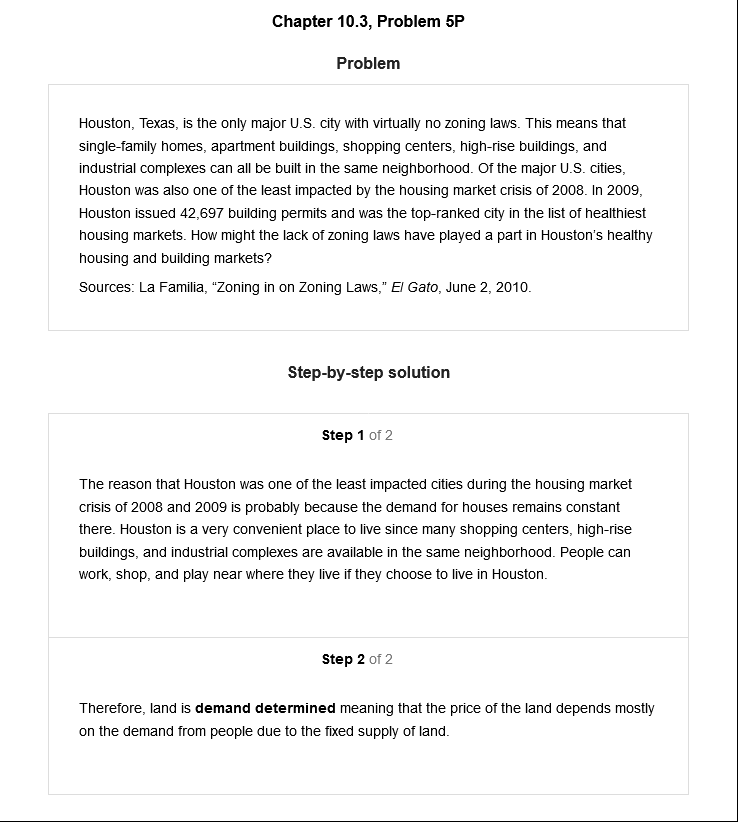 Chapter 10.3, Problem 5P
Problem
Houston, Texas, is the only major U.S. city with virtually no zoning laws. This means that
single-family homes, apartment buildings, shopping centers, high-rise buildings, and
industrial complexes can all be built in the same neighborhood. Of the major U.S. cities,
Houston was also one of the least impacted by the housing market crisis of 2008. In 2009,
Houston issued 42,697 building permits and was the top-ranked city in the list of healthiest
housing markets. How might the lack of zoning laws have played a part in Houston’s healthy
housing and building markets?
Sources: La Familia, “Zoning in on Zoning Laws,” El Gato, June 2, 2010.
Step-by-step solution
Step 1 of 2
The reason that Houston was one of the least impacted cities during the housing market
crisis of 2008 and 2009 is probably because the demand for houses remains constant
there. Houston is a very convenient place to live since many shopping centers, high-rise
buildings, and industrial complexes are available in the same neighborhood. People can
work, shop, and play near where they live if they choose to live in Houston.
Step 2 of 2
Therefore, land is demand determined meaning that the price of the land depends mostly
on the demand from people due to the fixed supply of land.